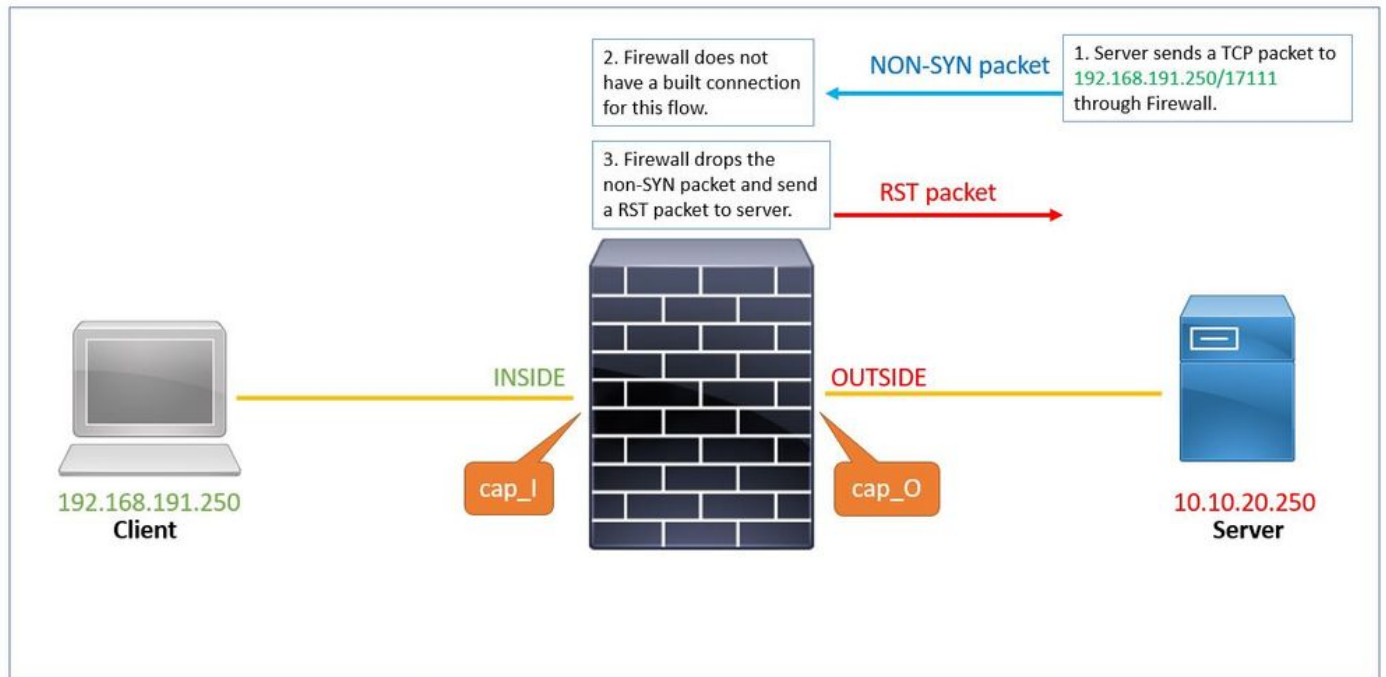 2. Firewall does not
have a built connection
for this flow.
NON-SYN packet
1. Server sends a TCP packet to
192.168.191.250/17111
through Firewall.
3. Firewall drops the
non-SYN packet and send
a RST packet to server.
RST packet
INSIDE
OUTSIDE
cap_I
cap_O
192.168.191.250
Client
10.10.20.250
Server